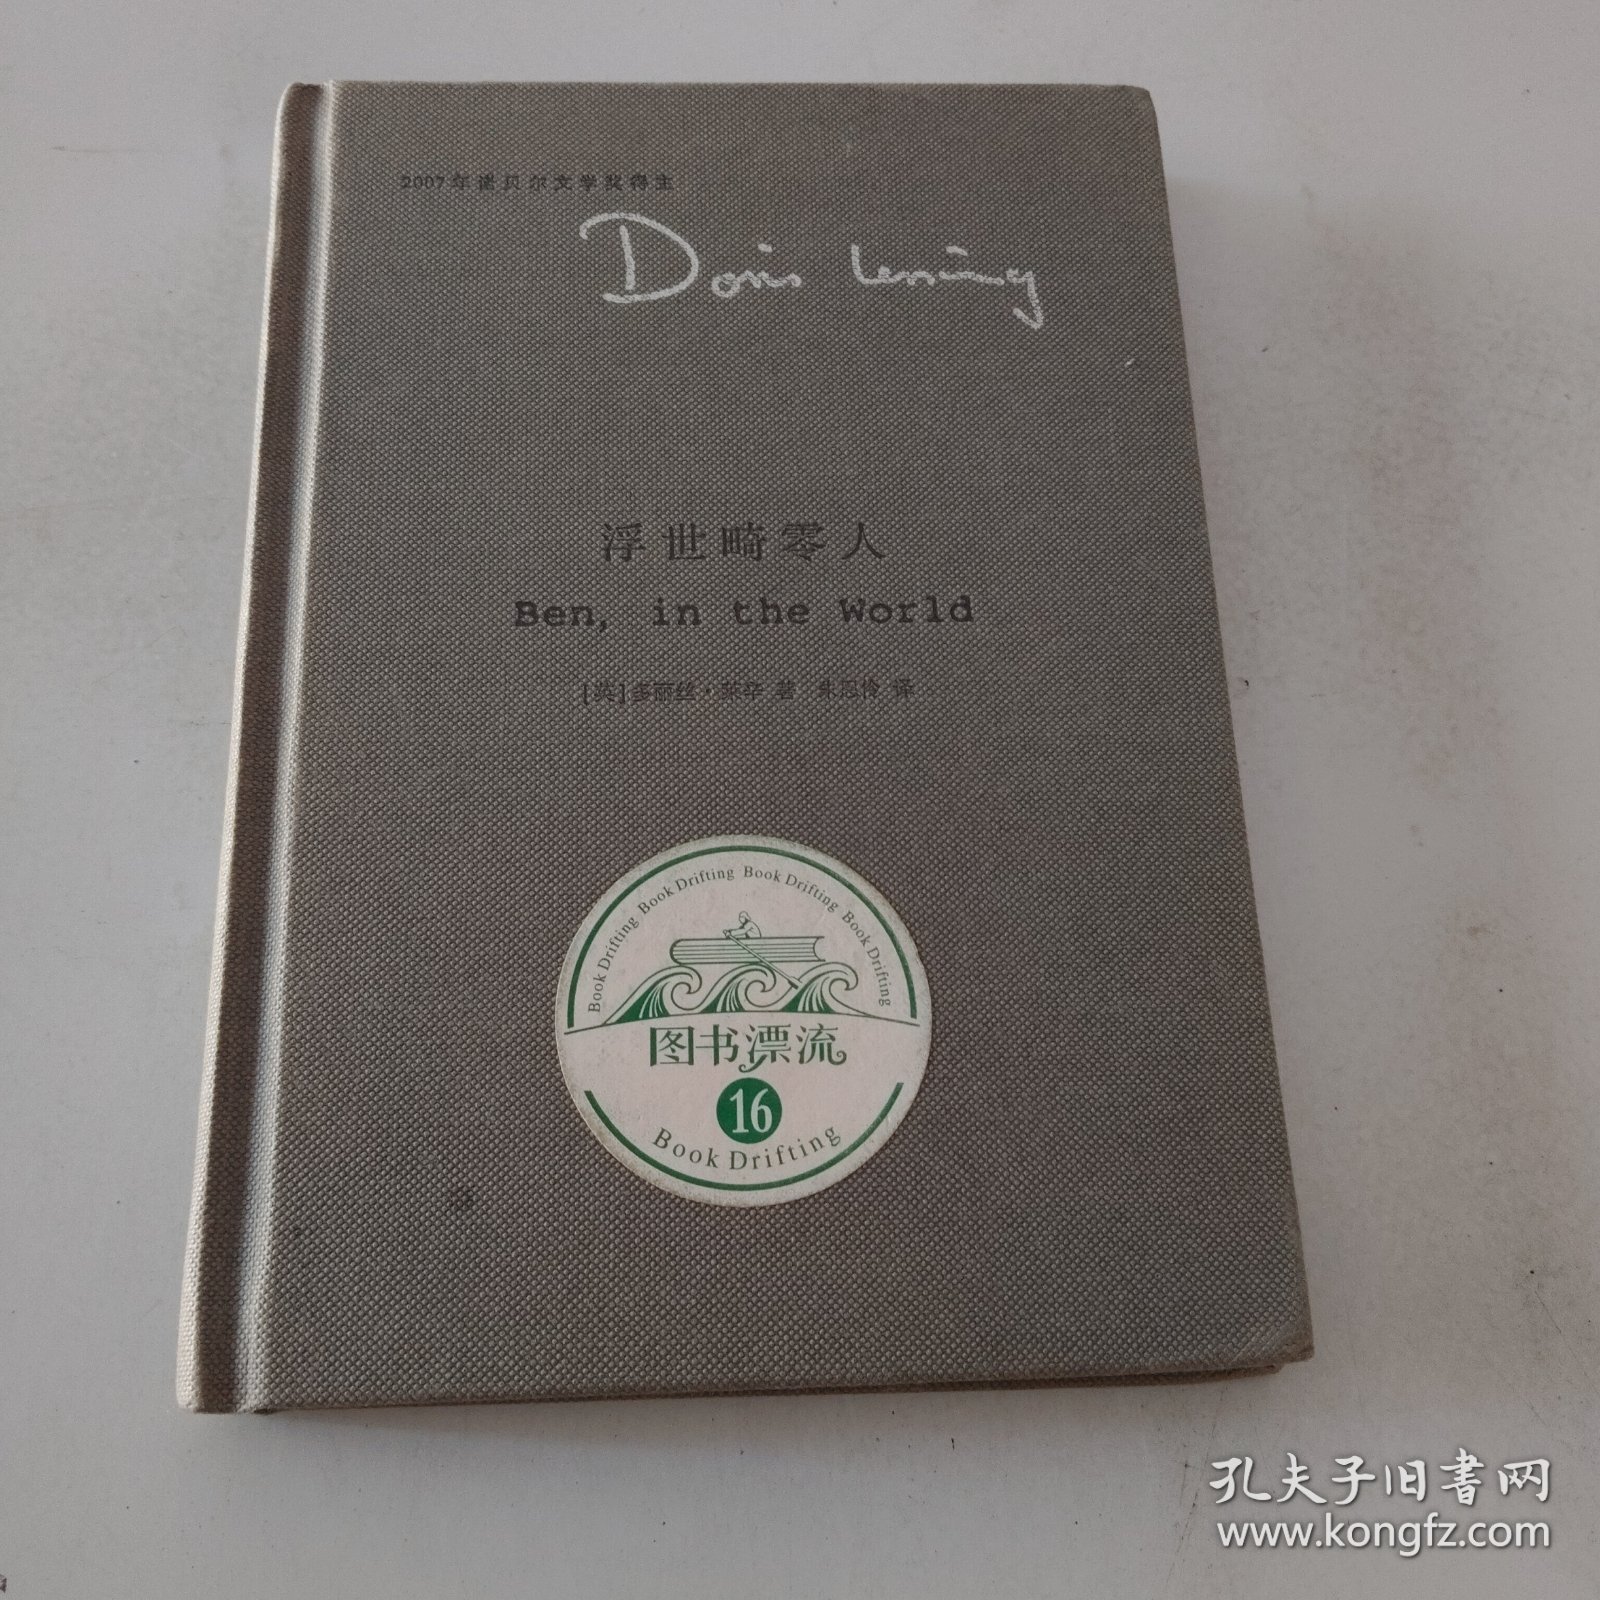 2007年诺贝尔文学奖得主
Doris Lessing
浮世畸零人
Ben, in the World
[英]多丽丝·莱辛 著 朱恩伶 译
Book Drifting Book Drifting Book Drifting Book Drifting
图书漂流
16
Book Drifting
孔夫子旧书网
www.kongfz.com